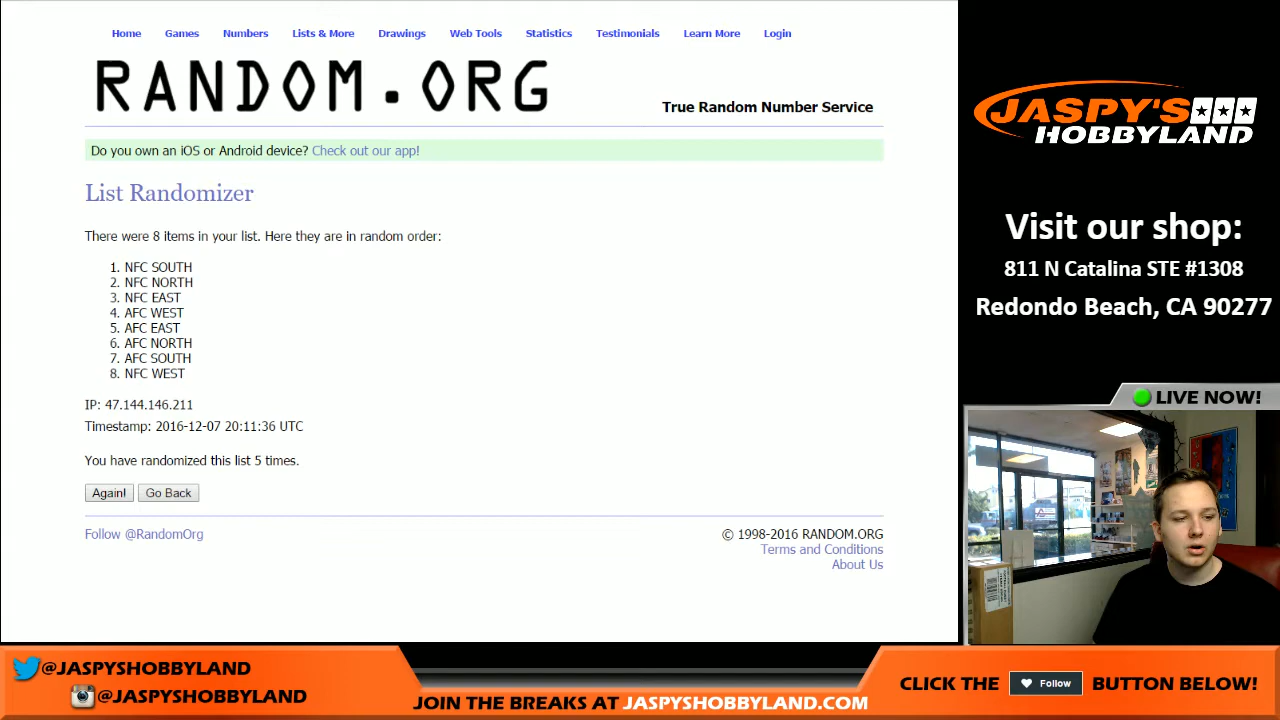 Home Games Numbers Lists & More Drawings Web Tools Statistics Testimonials Learn More Login
RANDOM.ORG
True Random Number Service
Do you own an iOS or Android device? Check out our app!
List Randomizer
There were 8 items in your list. Here they are in random order:
1. NFC SOUTH
2. NFC NORTH
3. NFC EAST
4. AFC WEST
5. AFC EAST
6. AFC NORTH
7. AFC SOUTH
8. NFC WEST
IP: 47.144.146.211
Timestamp: 2016-12-07 20:11:36 UTC
You have randomized this list 5 times.
Again! Go Back
Follow @RandomOrg
© 1998-2016 RANDOM.ORG
Terms and Conditions
About Us
JASPY'S
HOBBYLAND
Visit our shop:
811 N Catalina STE #1308
Redondo Beach, CA 90277
LIVE NOW!
@JASPYSHOBBYLAND
@JASPYSHOBBYLAND
JOIN THE BREAKS AT JASPYSHOBBYLAND.COM
CLICK THE Follow BUTTON BELOW!